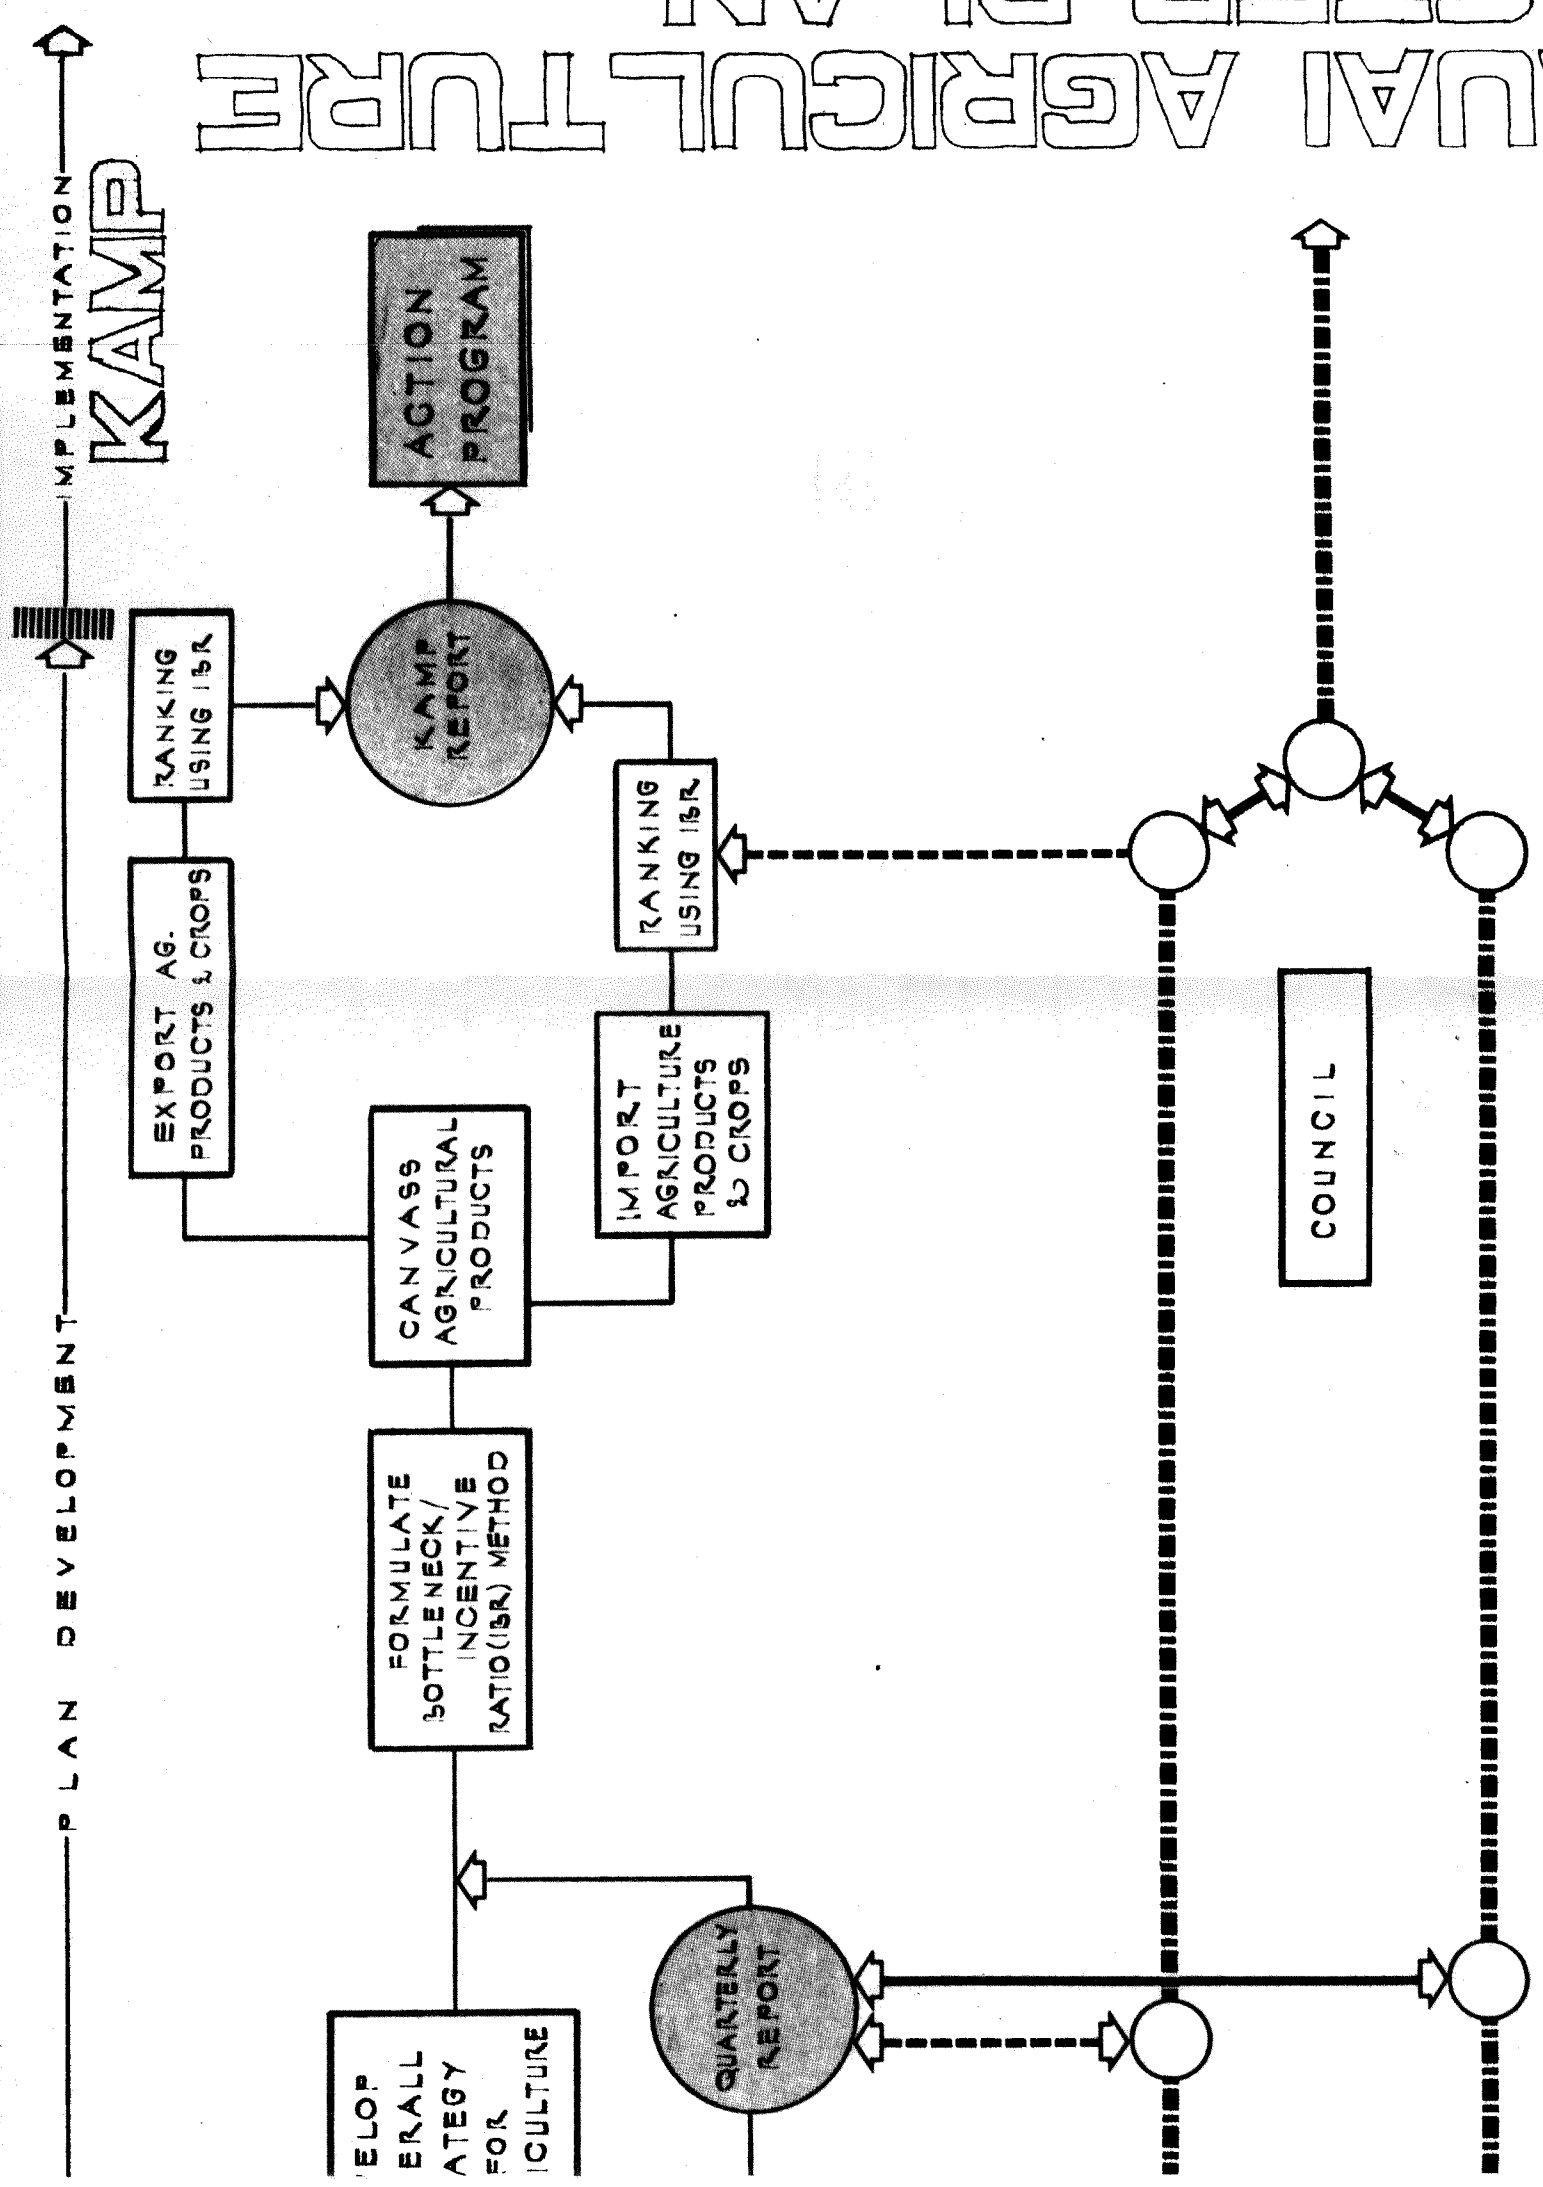 PLAN DEVELOPMENT
IMPLEMENTATION
KAMP
AGRICULTURE
ELOP
ERALL
ATEGY
FOR
ICULTURE
QUARTERLY
REPORT
FORMULATE
BOTTLENECK/
INCENTIVE
RATIO(IBR) METHOD
CANVASS
AGRICULTURAL
PRODUCTS
EXPORT AG.
PRODUCTS & CROPS
RANKING
USING IBR
IMPORT
AGRICULTURE
PRODUCTS
& CROPS
RANKING
USING IBR
KAMP
REPORT
ACTION
PROGRAM
COUNCIL